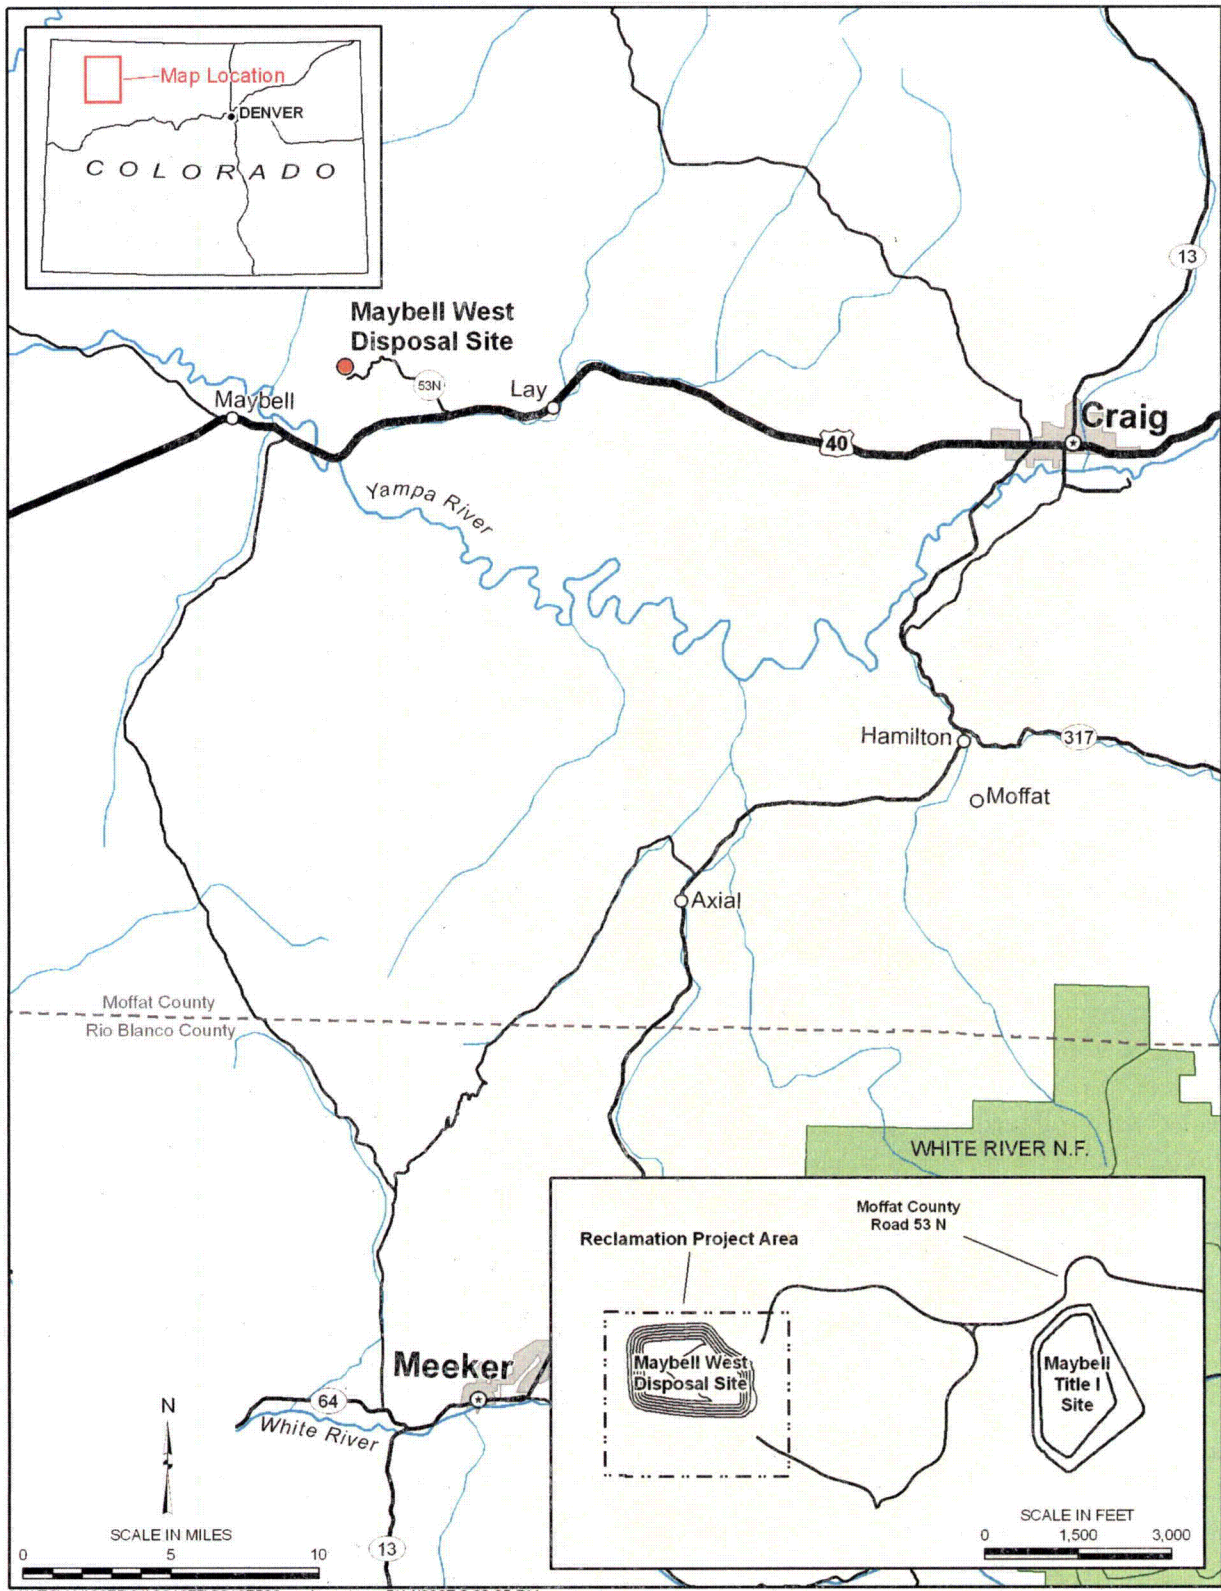 Map Location
DENVER
COLORADO
13
Maybell West
Disposal Site
53N
Lay
Maybell
Craig
40
Yampa River
Hamilton
317
Moffat
Axial
Moffat County
Rio Blanco County
WHITE RIVER N.F.
Moffat County
Road 53 N
Reclamation Project Area
Maybell West
Disposal Site
Maybell
Title I
Site
Meeker
64
White River
N
SCALE IN FEET
0 1,500 3,000
SCALE IN MILES
0 5 10
13